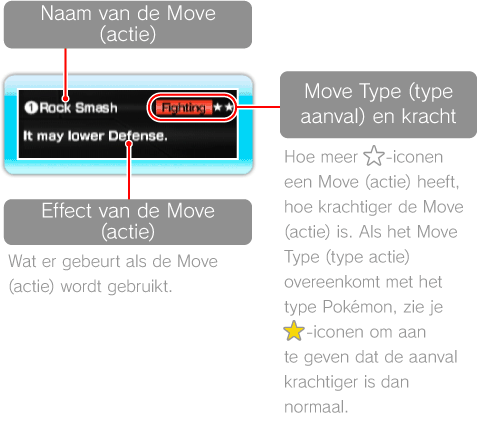 Naam van de Move
(actie)
❶Rock Smash
Fighting ★★
It may lower Defense.
Move Type (type
aanval) en kracht
Effect van de Move
(actie)
Wat er gebeurt als de Move
(actie) wordt gebruikt.
Hoe meer ☆-iconen
een Move (actie) heeft,
hoe krachtiger de Move
(actie) is. Als het Move
Type (type actie)
overeenkomt met het
type Pokémon, zie je
★-iconen om aan
te geven dat de aanval
krachtiger is dan
normaal.